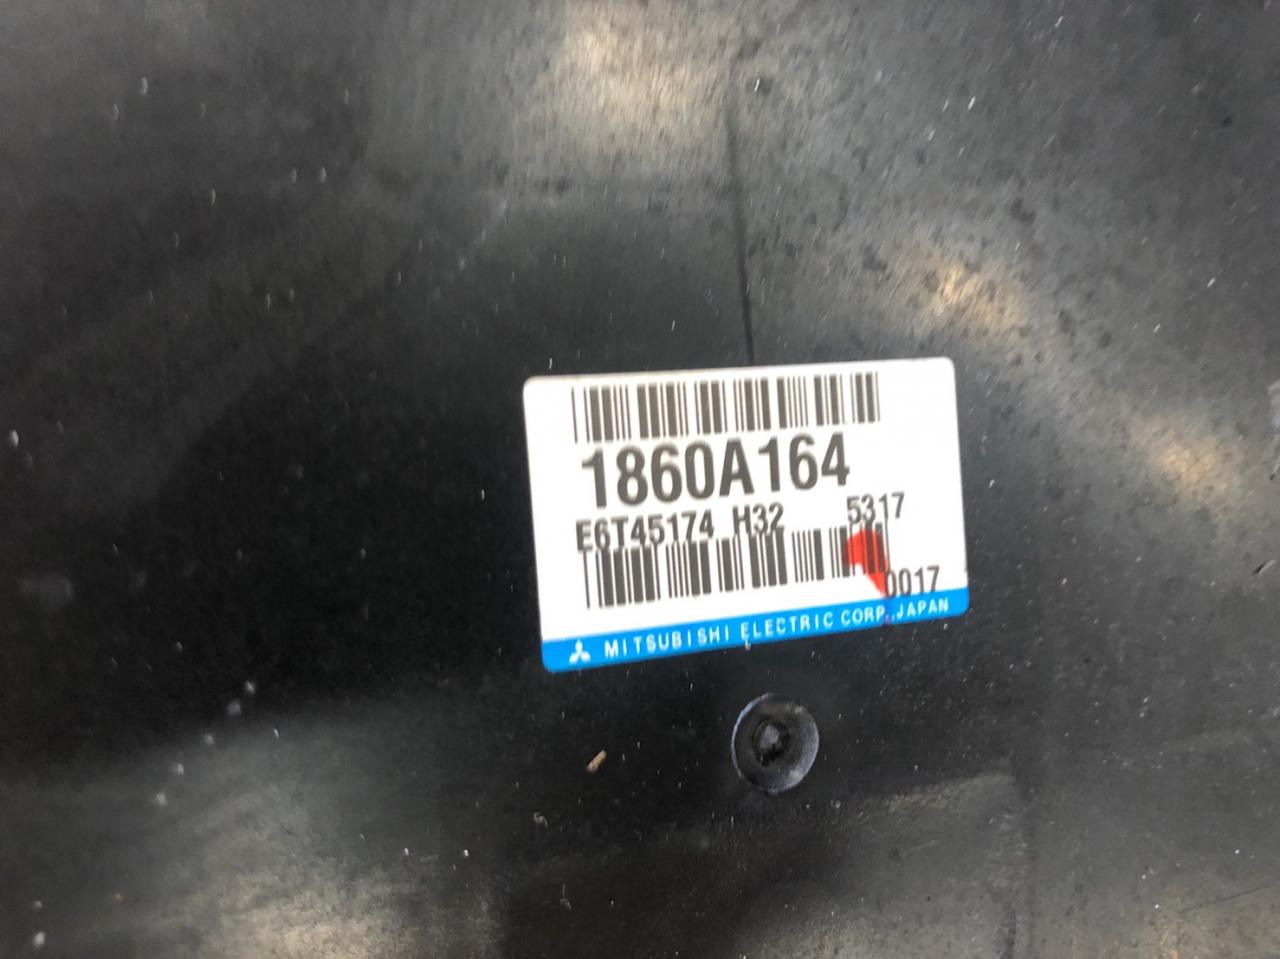 1860A164
E6T45174 H32 5317
0017
MITSUBISHI ELECTRIC CORP. JAPAN